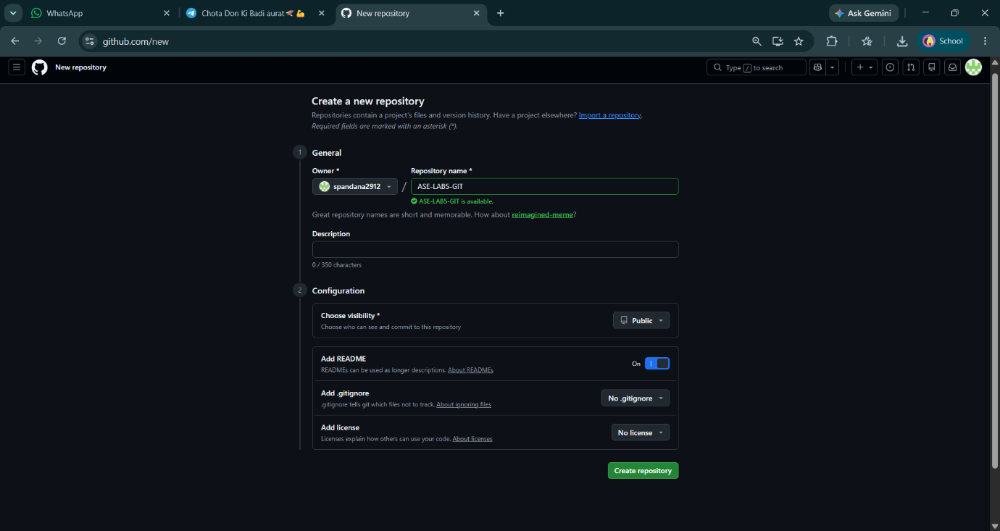 WhatsApp
Chota Don Ki Badi aurat
New repository
Ask Gemini
github.com/new
School
New repository
Type / to search
Create a new repository
Repositories contain a project's files and version history. Have a project elsewhere? Import a repository.
Required fields are marked with an asterisk (*).
1 General
Owner * Repository name *
spandana2912 / ASE-LAB5-GIT
ASE-LAB5-GIT is available.
Great repository names are short and memorable. How about reimagined-meme?
Description
0 / 350 characters
2 Configuration
Choose visibility *
Choose who can see and commit to this repository
Public
Add README
READMEs can be used as longer descriptions. About READMEs
On
Add .gitignore
.gitignore tells git which files not to track. About ignoring files
No .gitignore
Add license
Licenses explain how others can use your code. About licenses
No license
Create repository